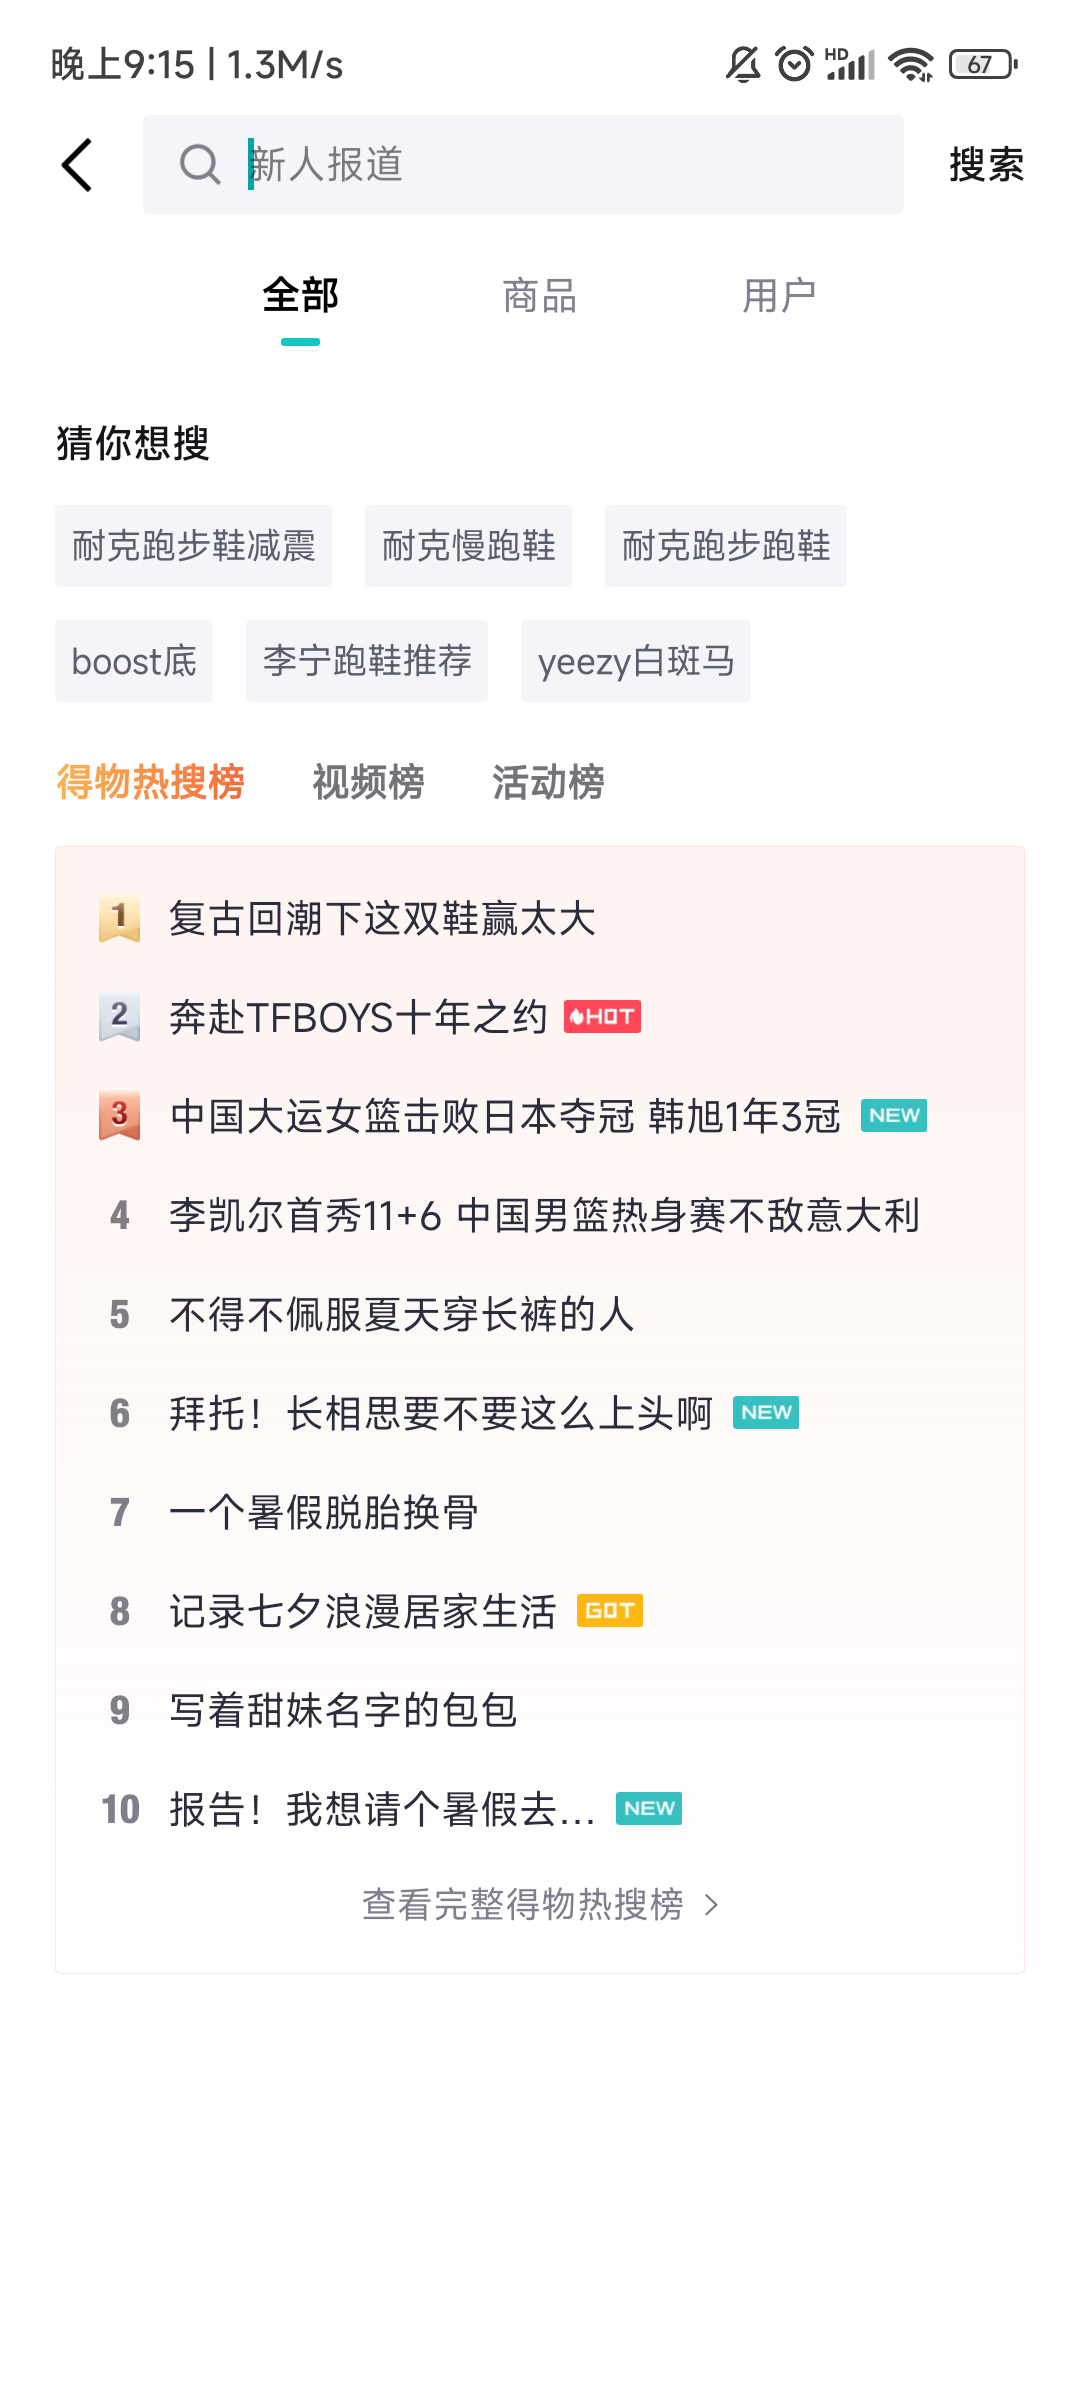 晚上9:15 | 1.3M/s HD 67
新人报道 搜索
全部 商品 用户
猜你想搜
耐克跑步鞋减震 耐克慢跑鞋 耐克跑步跑鞋
boost底 李宁跑鞋推荐 yeezy白斑马
得物热搜榜 视频榜 活动榜
1 复古回潮下这双鞋赢太大
2 奔赴TFBOYS十年之约 HOT
3 中国大运女篮击败日本夺冠 韩旭1年3冠 NEW
4 李凯尔首秀11+6 中国男篮热身赛不敌意大利
5 不得不佩服夏天穿长裤的人
6 拜托！长相思要不要这么上头啊 NEW
7 一个暑假脱胎换骨
8 记录七夕浪漫居家生活 GOT
9 写着甜妹名字的包包
10 报告！我想请个暑假去... NEW
查看完整得物热搜榜 >